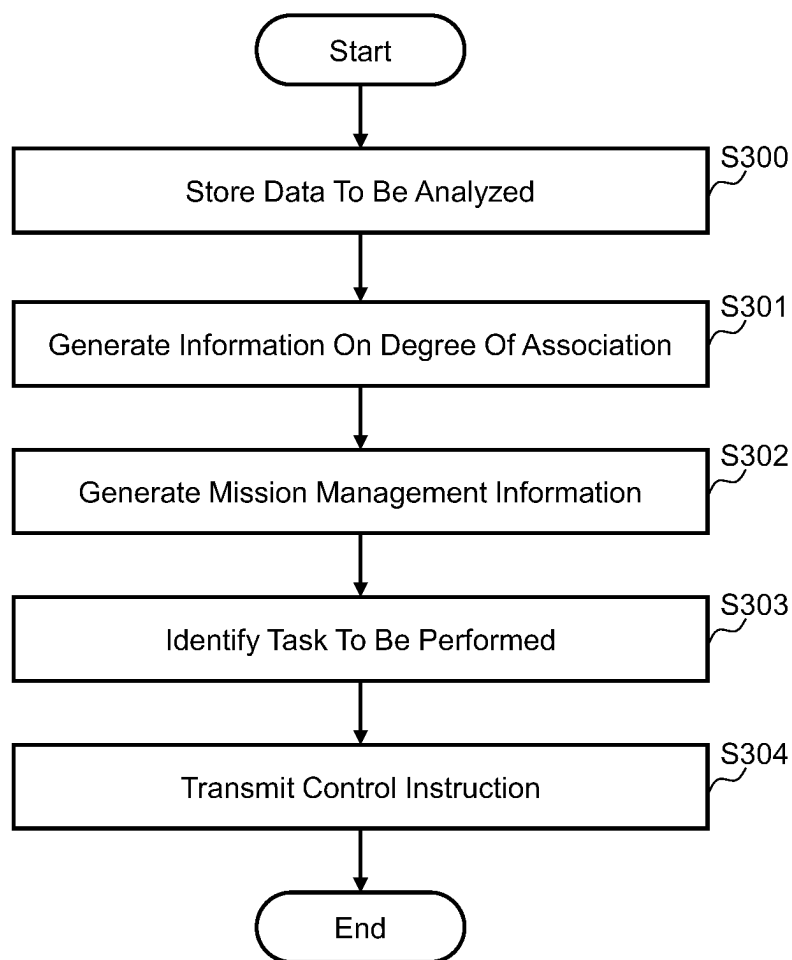 Start
S300
Store Data To Be Analyzed
S301
Generate Information On Degree Of Association
S302
Generate Mission Management Information
S303
Identify Task To Be Performed
S304
Transmit Control Instruction
End